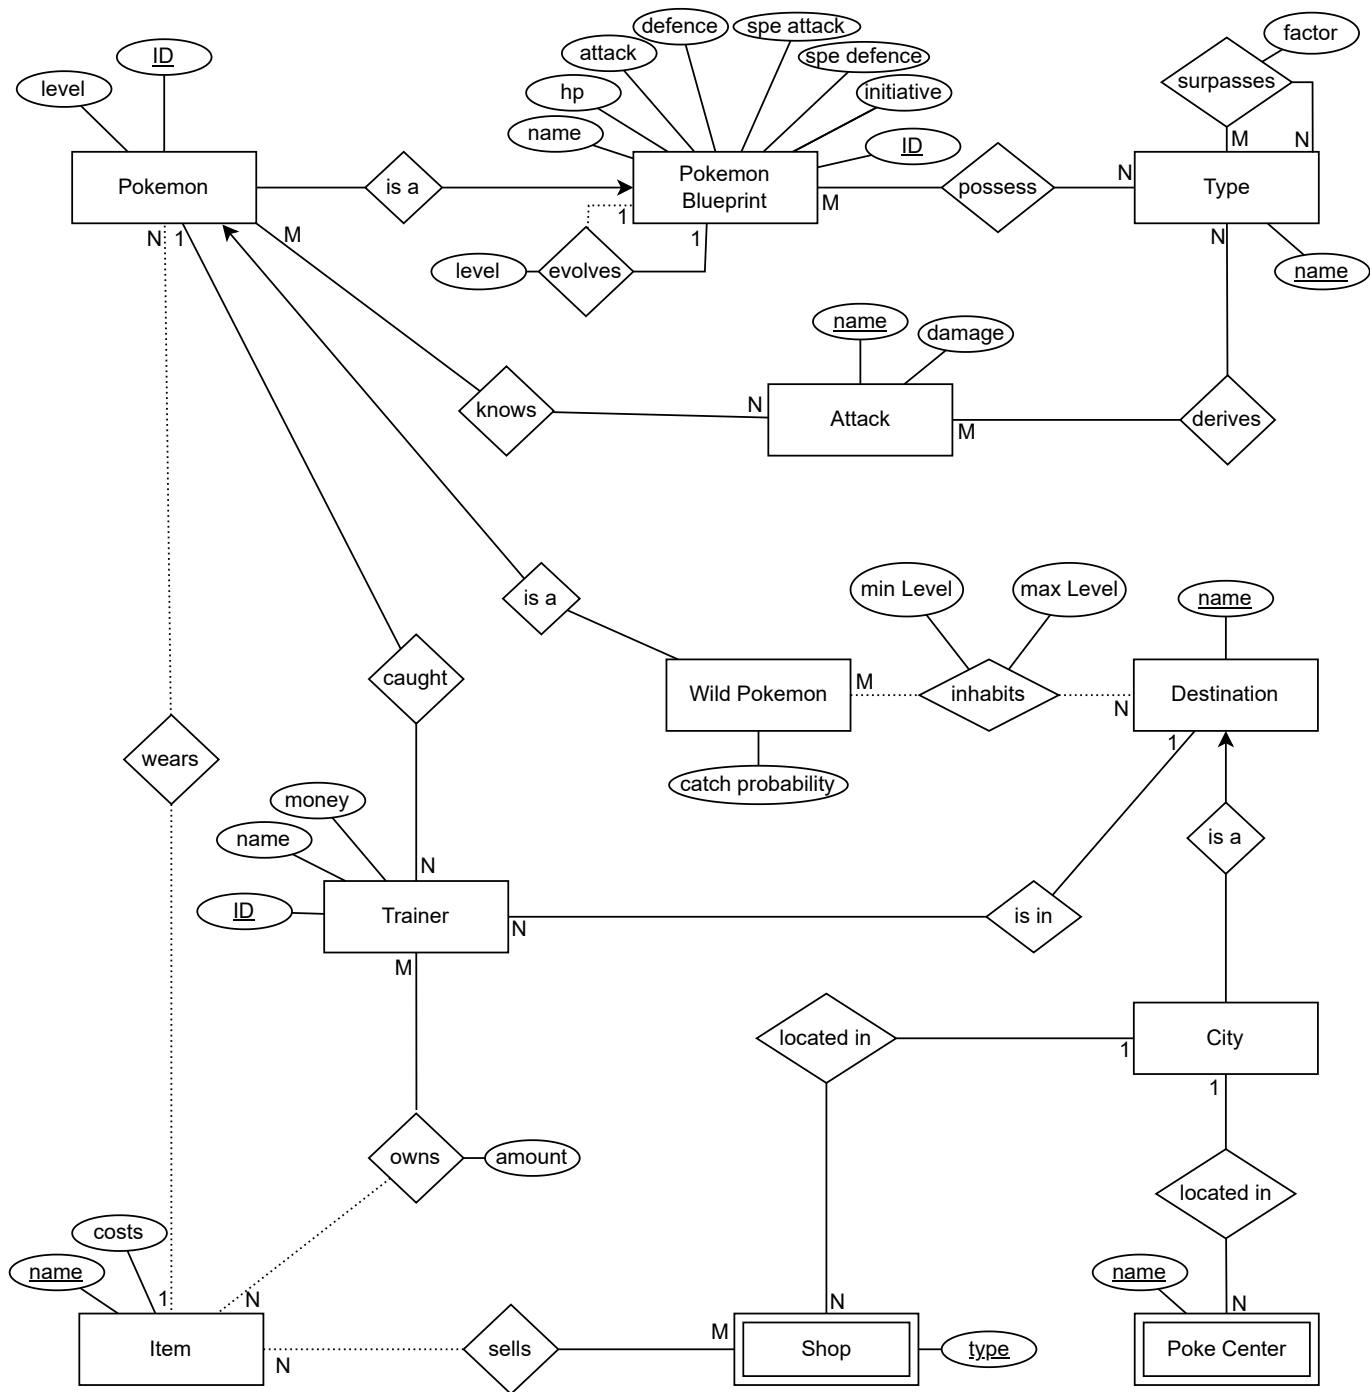 defence
spe attack
factor
ID
attack
spe defence
surpasses
level
hp
initiative
name
ID
M
N
Pokemon
is a
Pokemon
Blueprint
possess
N
Type
M
N
1
M
1
1
N
level
evolves
name
name
damage
knows
N
Attack
M
derives
is a
min Level
max Level
name
caught
Wild Pokemon
M
inhabits
N
Destination
1
wears
catch probability
money
name
N
is a
ID
Trainer
N
is in
M
located in
1
City
1
owns
amount
located in
costs
name
name
1
N
N
N
Item
N
sells
M
Shop
type
Poke Center